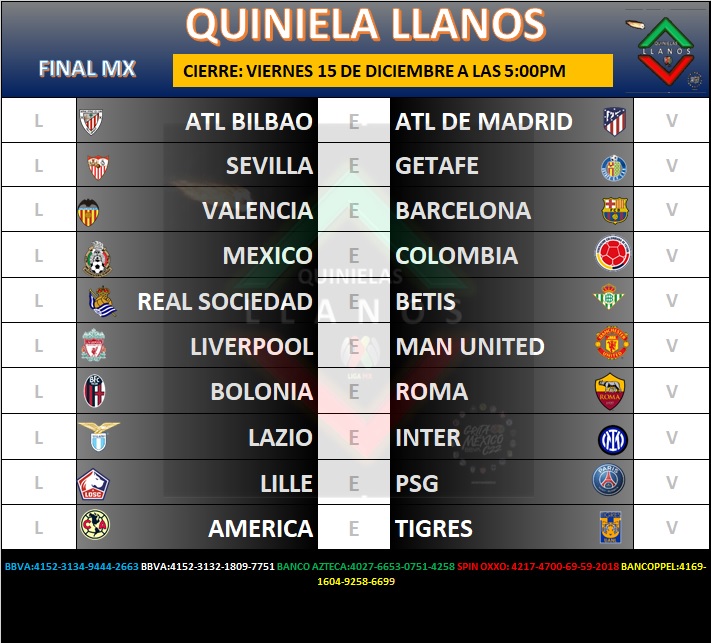 QUINIELA LLANOS
FINAL MX
CIERRE: VIERNES 15 DE DICIEMBRE A LAS 5:00PM
QUINIELAS
LLANOS
L ATL BILBAO E ATL DE MADRID V
L SEVILLA E GETAFE V
L VALENCIA E BARCELONA V
L MEXICO E COLOMBIA V
QUINIELAS
L REAL SOCIEDAD E BETIS V
LLANOS
L LIVERPOOL E MAN UNITED V
LIGA MX
L BOLONIA E ROMA V
L LAZIO E INTER V
L LILLE E PSG V
L AMERICA E TIGRES V
BBVA:4152-3134-9444-2663 BBVA:4152-3132-1809-7751 BANCO AZTECA:4027-6653-0751-4258 SPIN OXXO: 4217-4700-69-59-2018 BANCOPPEL:4169-
1604-9258-6699